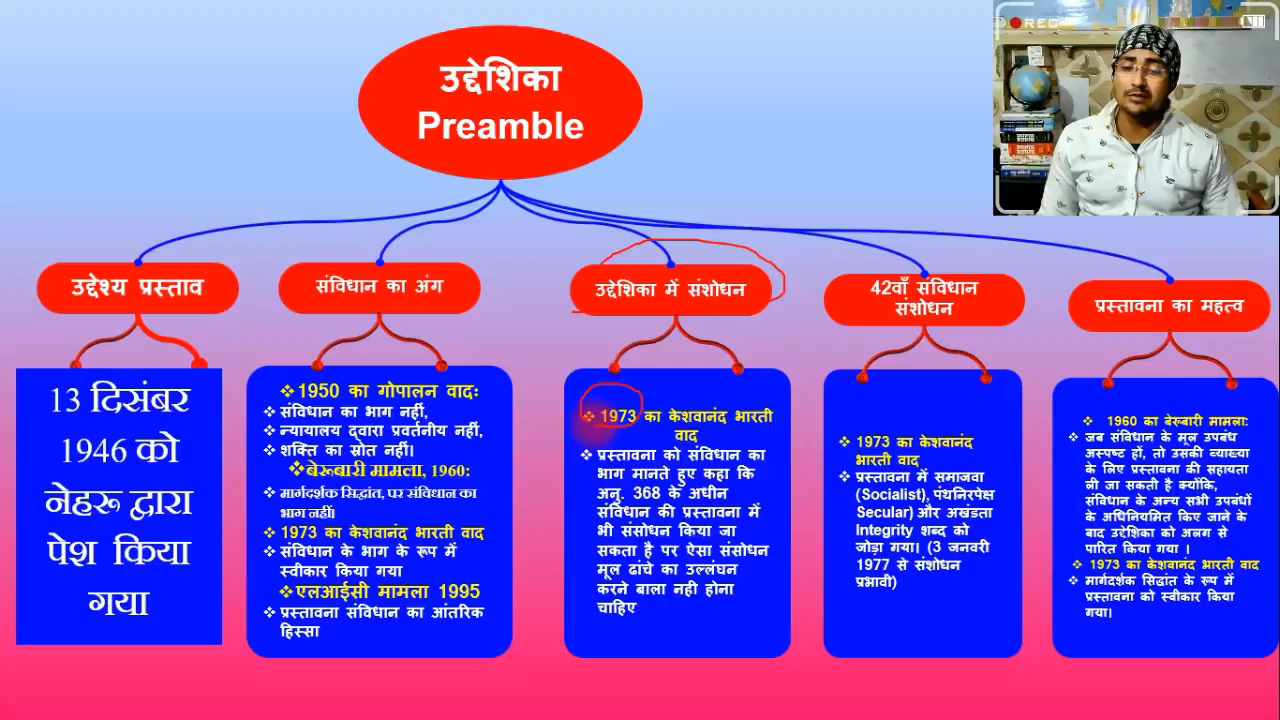 REC
उद्देशिका
Preamble
उद्देश्य प्रस्ताव
13 दिसंबर
1946 को
नेहरू द्वारा
पेश किया
गया
संविधान का अंग
❖1950 का गोपालन वादः
❖ संविधान का भाग नहीं,
❖ न्यायालय द्वारा प्रवर्तनीय नहीं,
❖ शक्ति का स्रोत नहीं।
❖बेरूबारी मामला, 1960:
❖ मार्गदर्शक सिद्धांत, पर संविधान का
भाग नहीं।
❖ 1973 का केशवानंद भारती वाद
❖ संविधान के भाग के रूप में
स्वीकार किया गया
❖एलआईसी मामला 1995
❖ प्रस्तावना संविधान का आंतरिक
हिस्सा
उद्देशिका में संशोधन
❖ 1973 का केशवानंद भारती
वाद
❖ प्रस्तावना को संविधान का
भाग मानते हुए कहा कि
अनु. 368 के अधीन
संविधान की प्रस्तावना में
भी संसोधन किया जा
सकता है पर ऐसा संसोधन
मूल ढांचे का उल्लंघन
करने बाला नही होना
चाहिए
42वाँ संविधान
संशोधन
❖ 1973 का केशवानंद
भारती वाद
❖ प्रस्तावना में समाजवा
(Socialist), पंथनिरपेक्ष
Secular) और अखंडता
Integrity शब्द को
जोड़ा गया। (3 जनवरी
1977 से संशोधन
प्रभावी)
प्रस्तावना का महत्व
❖ 1960 का बेरूबारी मामला:
❖ जब संविधान के मूल उपबंध
अस्पष्ट हों, तो उसकी व्याख्या
के लिए प्रस्तावना की सहायता
ली जा सकती है क्योंकि,
संविधान के अन्य सभी उपबंधों
के अधिनियमित किए जाने के
बाद उद्देशिका को अलग से
पारित किया गया ।
❖ 1973 का केशवानंद भारती वाद
❖ मार्गदर्शक सिद्धांत के रूप में
प्रस्तावना को स्वीकार किया
गया।